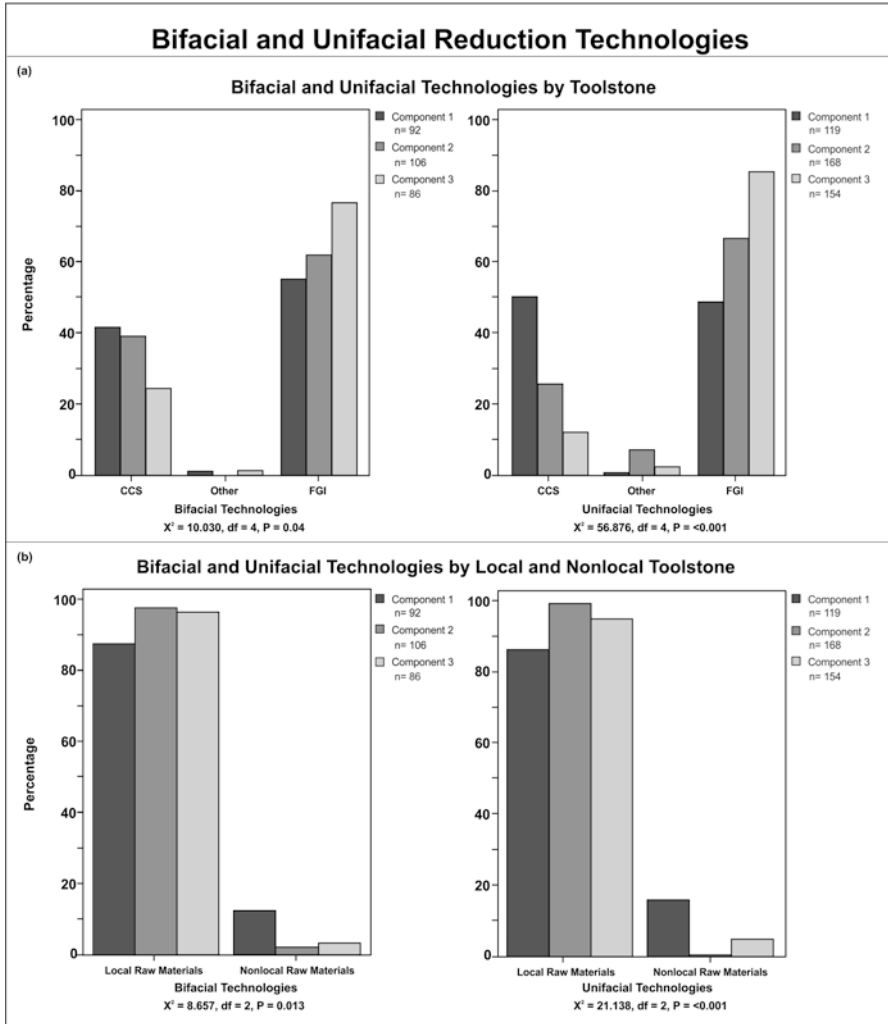 Bifacial and Unifacial Reduction Technologies
(a)
Bifacial and Unifacial Technologies by Toolstone
100
80
60
40
20
0
Percentage
CCS
Other
FGI
Bifacial Technologies
X² = 10.030, df = 4, P = 0.04
Component 1
n= 92
Component 2
n= 106
Component 3
n= 86
100
80
60
40
20
0
CCS
Other
FGI
Unifacial Technologies
X² = 56.876, df = 4, P = <0.001
Component 1
n= 119
Component 2
n= 168
Component 3
n= 154
(b)
Bifacial and Unifacial Technologies by Local and Nonlocal Toolstone
100
80
60
40
20
0
Percentage
Local Raw Materials
Nonlocal Raw Materials
Bifacial Technologies
X² = 8.657, df = 2, P = 0.013
Component 1
n= 92
Component 2
n= 106
Component 3
n= 86
100
80
60
40
20
0
Local Raw Materials
Nonlocal Raw Materials
Unifacial Technologies
X² = 21.138, df = 2, P = <0.001
Component 1
n= 119
Component 2
n= 168
Component 3
n= 154